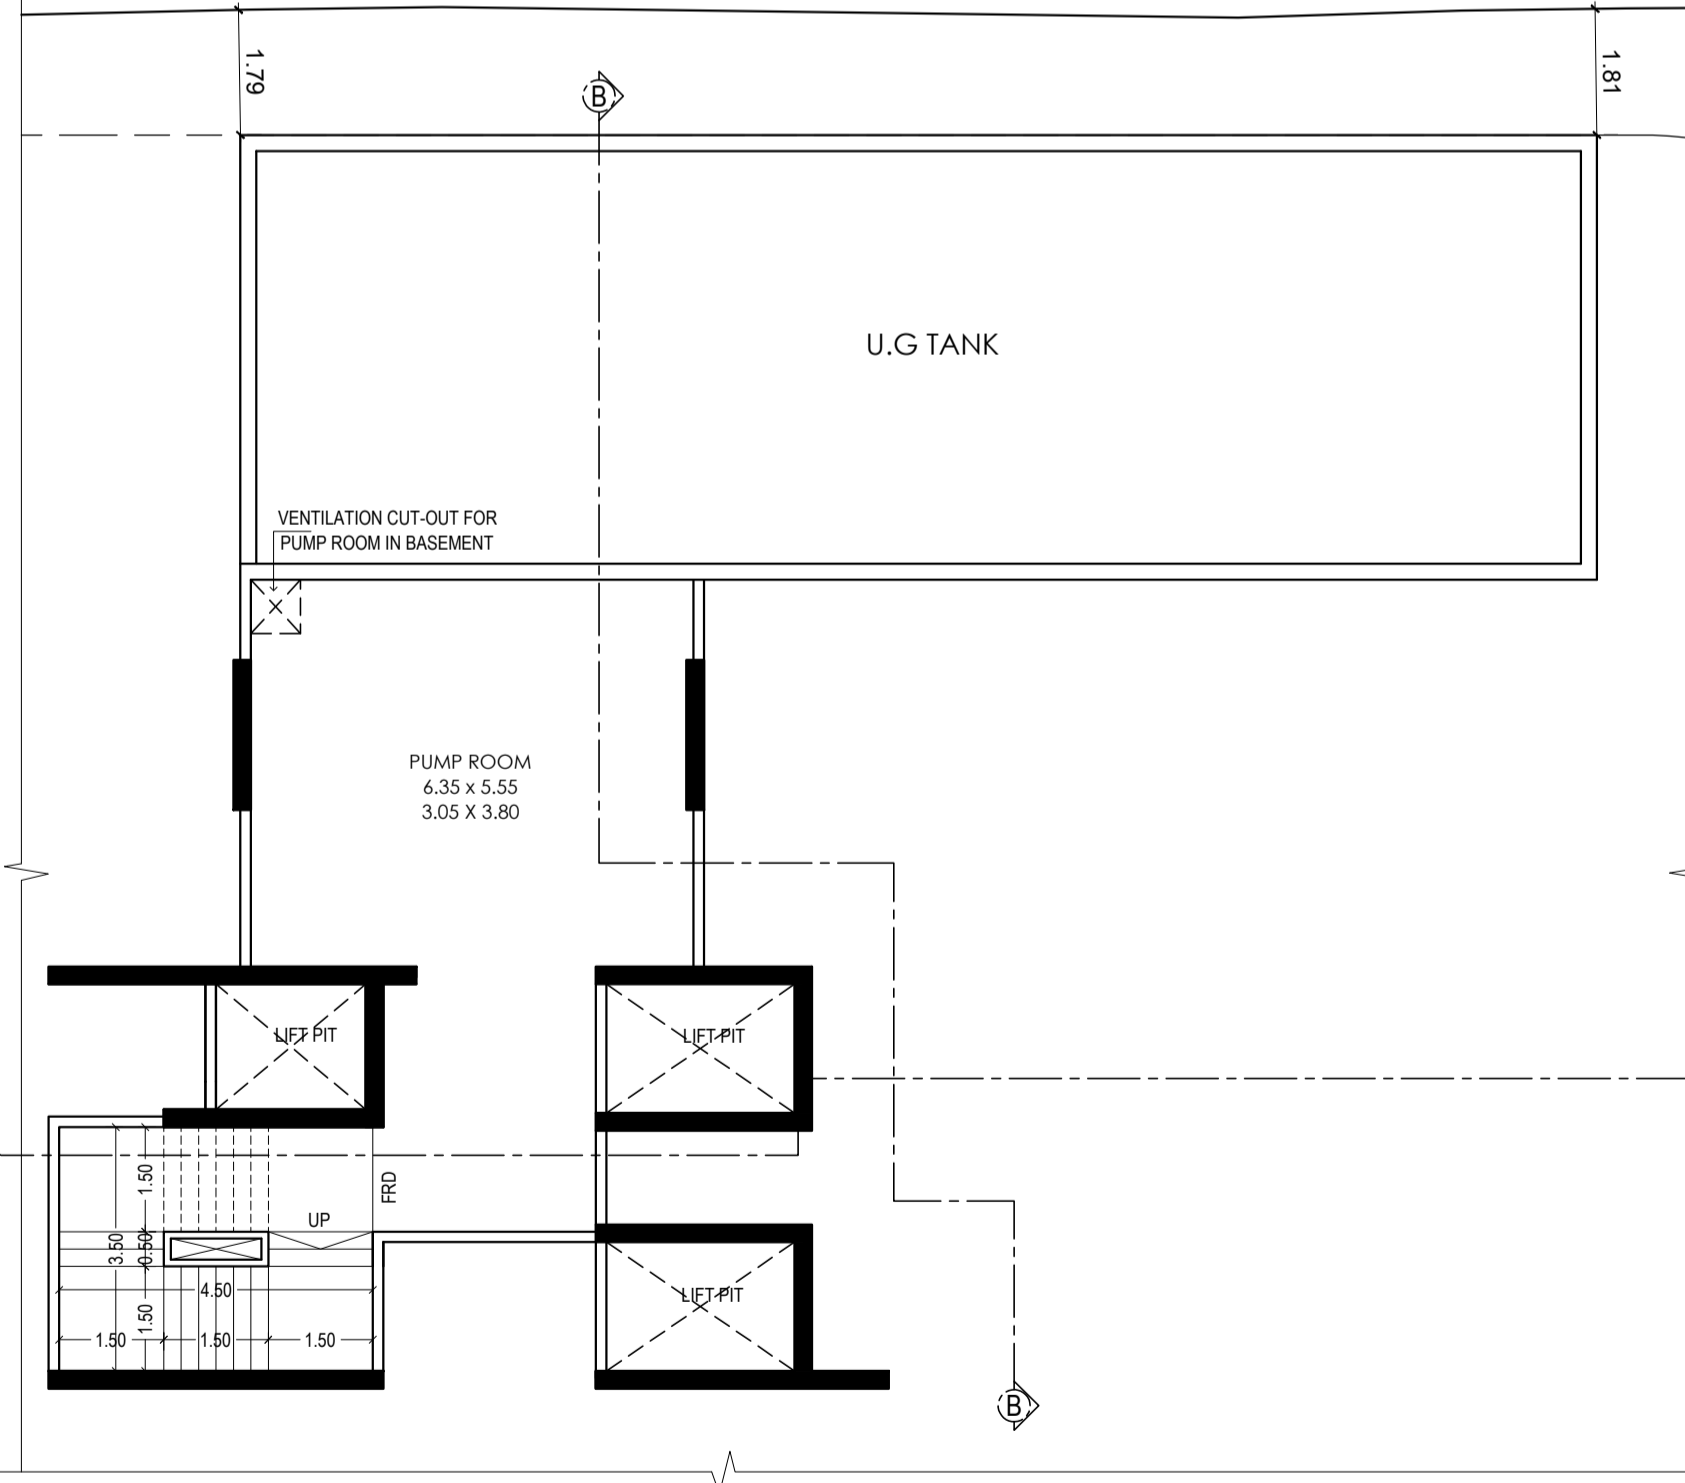 1.79
1.81
B
U.G TANK
VENTILATION CUT-OUT FOR
PUMP ROOM IN BASEMENT
PUMP ROOM
6.35 x 5.55
3.05 X 3.80
LIFT PIT
LIFT PIT
1.50
FRD
UP
3.50
0.50
4.50
LIFT PIT
1.50
1.50
1.50
1.50
B